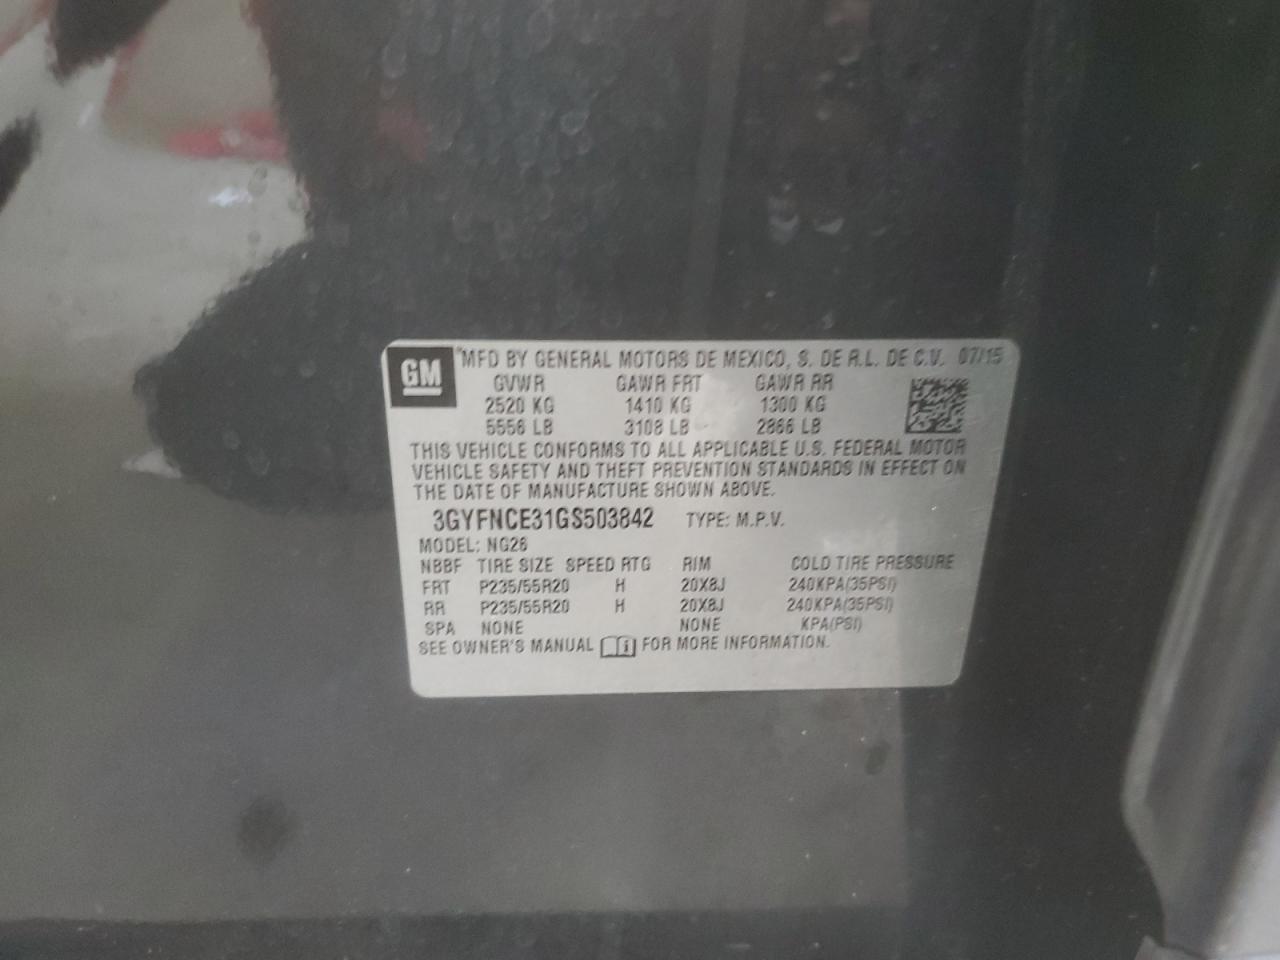 GM
MFD BY GENERAL MOTORS DE MEXICO, S. DE R.L. DE C.V. 07/15
GVWR GAWR FRT GAWR RR
2520 KG 1410 KG 1300 KG
5556 LB 3108 LB 2866 LB
THIS VEHICLE CONFORMS TO ALL APPLICABLE U.S. FEDERAL MOTOR
VEHICLE SAFETY AND THEFT PREVENTION STANDARDS IN EFFECT ON
THE DATE OF MANUFACTURE SHOWN ABOVE.
3GYFNCE31GS503842 TYPE: M.P.V.
MODEL: NG26
NBBF TIRE SIZE SPEED RTG RIM COLD TIRE PRESSURE
FRT P235/55R20 H 20X8J 240KPA(35PSI)
RR P235/55R20 H 20X8J 240KPA(35PSI)
SPA NONE NONE KPA(PSI)
SEE OWNER'S MANUAL i FOR MORE INFORMATION.